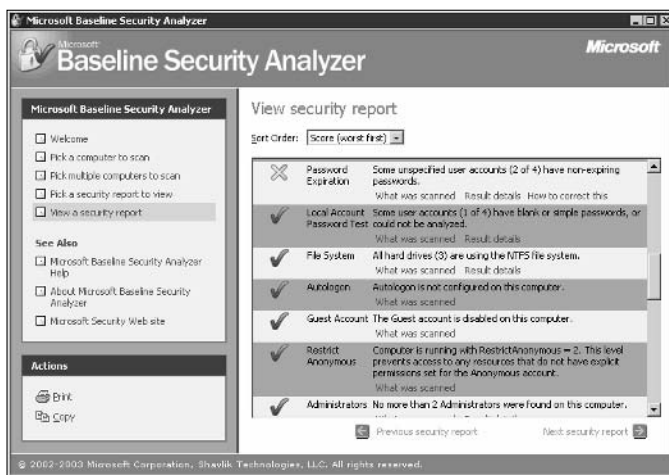 Microsoft Baseline Security Analyzer
Microsoft
Baseline Security Analyzer
Microsoft
Microsoft Baseline Security Analyzer
Welcome
Pick a computer to scan
Pick multiple computers to scan
Pick a security report to view
View a security report
See Also
Microsoft Baseline Security Analyzer
Help
About Microsoft Baseline Security
Analyzer
Microsoft Security Web site
Actions
Print
Copy
View security report
Sort Order: Score (worst first)
Password Some unspecified user accounts (2 of 4) have non-expiring
Expiration passwords.
What was scanned Result details How to correct this
Local Account Some user accounts (1 of 4) have blank or simple passwords, or
Password Test could not be analyzed.
What was scanned Result details
File System All hard drives (3) are using the NTFS file system.
What was scanned Result details
Autologon Autologon is not configured on this computer.
What was scanned
Guest Account The Guest account is disabled on this computer.
What was scanned
Restrict Computer is running with RestrictAnonymous = 2. This level
Anonymous prevents access to any resources that do not have explicit
permissions set for the Anonymous account.
What was scanned
Administrators No more than 2 Administrators were found on this computer.
Previous security report Next security report
© 2002-2003 Microsoft Corporation, Shavlik Technologies, LLC. All rights reserved.